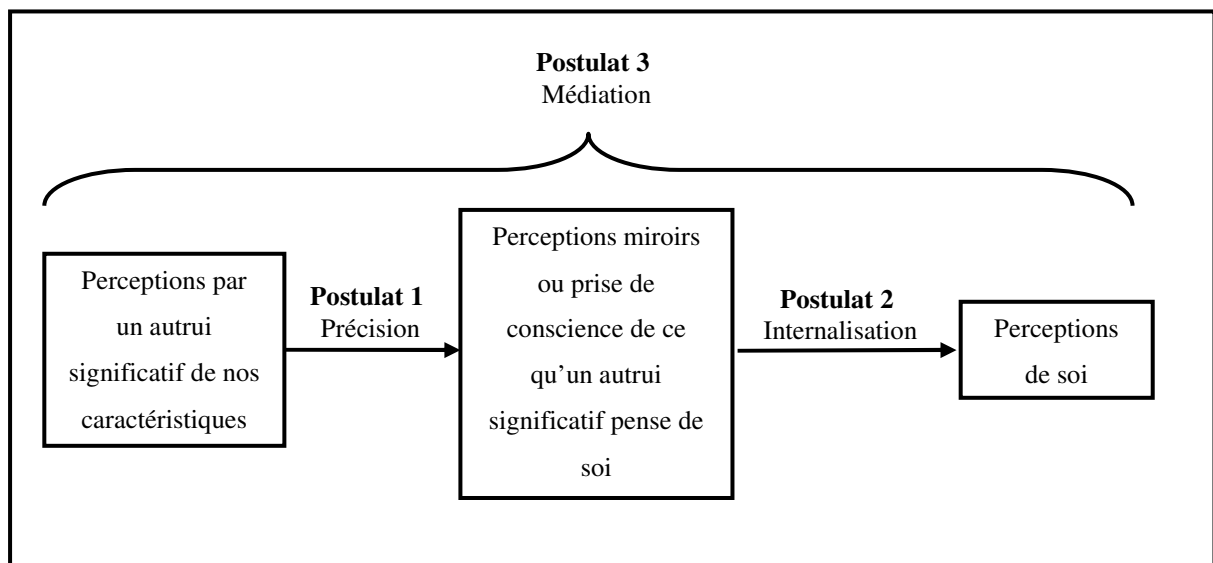 Postulat 3
Médiation
Perceptions par
un autrui
significatif de nos
caractéristiques
Postulat 1
Précision
Perceptions miroirs
ou prise de
conscience de ce
qu’un autrui
significatif pense de
soi
Postulat 2
Internalisation
Perceptions
de soi